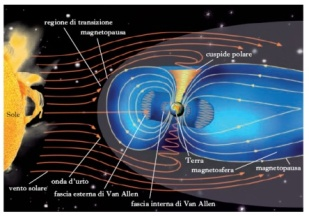 regione di transizione
magnetopausa
cuspide polare
Sole
Terra
magnetosfera
magnetopausa
onda d'urto
vento solare
fascia esterna di Van Allen
fascia interna di Van Allen